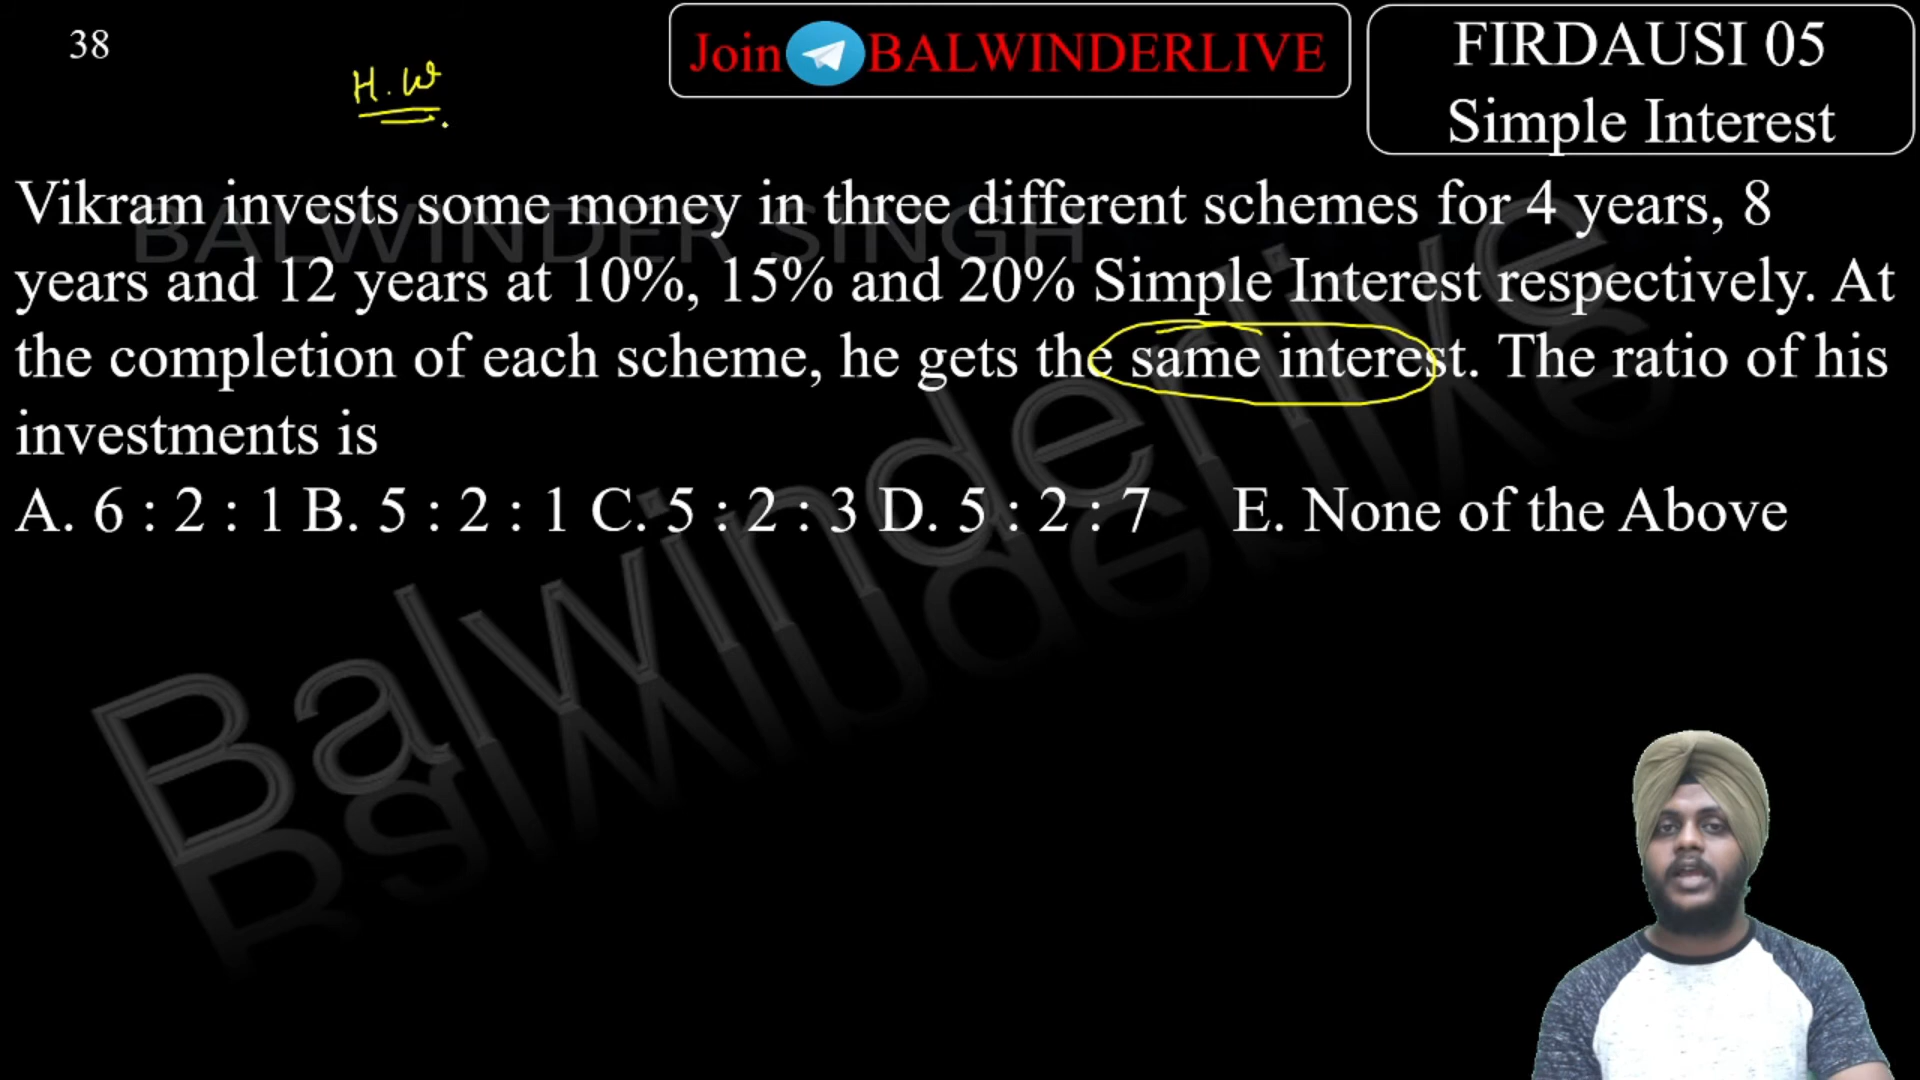 38
H.W
Join BALWINDERLIVE
FIRDAUSI 05
Simple Interest
BALWINDER SINGH
Vikram invests some money in three different schemes for 4 years, 8
years and 12 years at 10%, 15% and 20% Simple Interest respectively. At
the completion of each scheme, he gets the same interest. The ratio of his
investments is
A. 6 : 2 : 1 B. 5 : 2 : 1 C. 5 : 2 : 3 D. 5 : 2 : 7 E. None of the Above
Balwinderlive